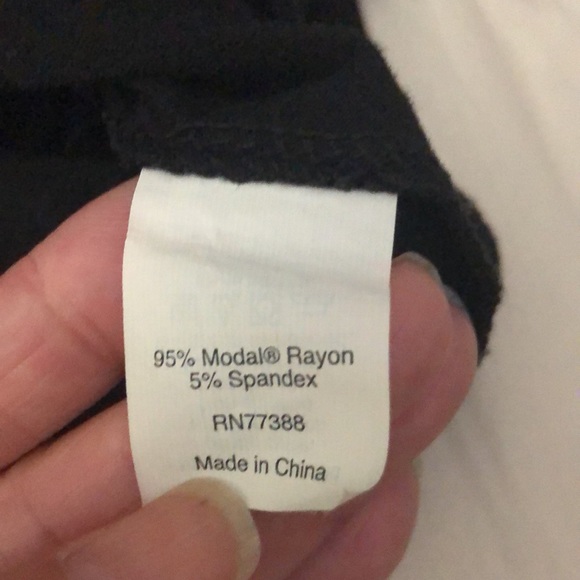 95% Modal® Rayon
5% Spandex
RN77388
Made in China